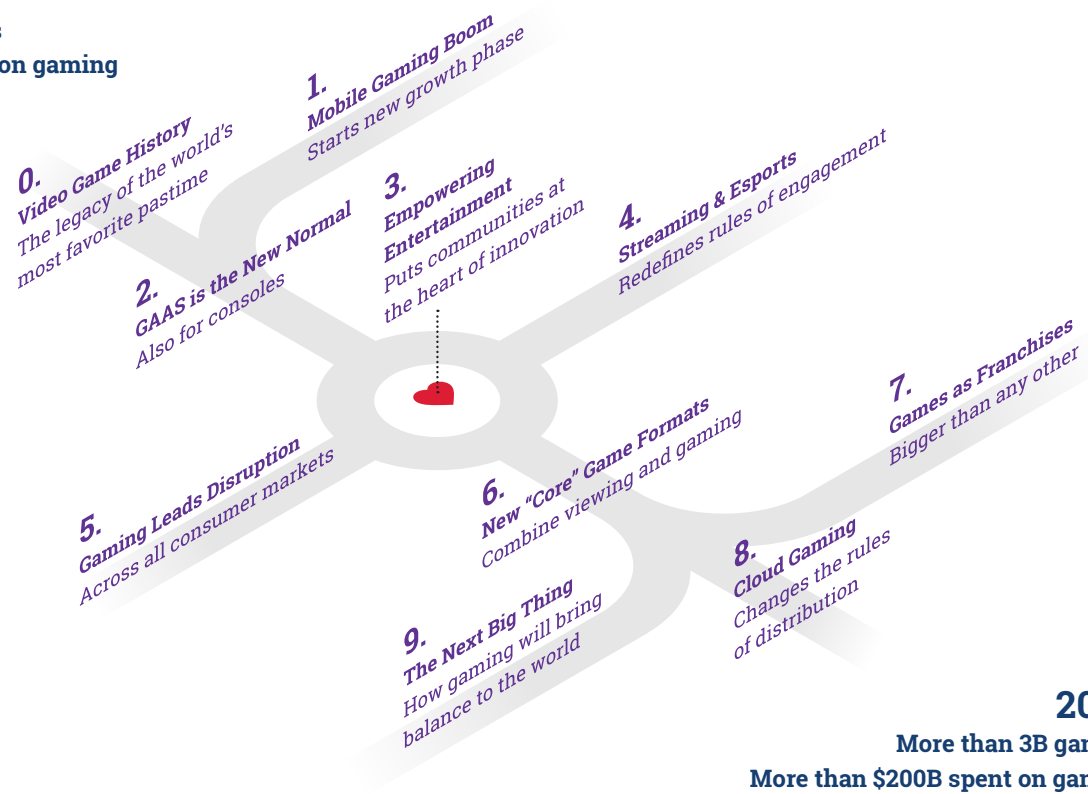 on gaming
0.
Video Game History
The legacy of the world's
most favorite pastime
1.
Mobile Gaming Boom
Starts new growth phase
2.
GAAS is the New Normal
Also for consoles
3.
Empowering
Entertainment
Puts communities at
the heart of innovation
4.
Streaming & Esports
Redefines rules of engagement
5.
Gaming Leads Disruption
Across all consumer markets
6.
New “Core” Game Formats
Combine viewing and gaming
7.
Games as Franchises
Bigger than any other
8.
Cloud Gaming
Changes the rules
of distribution
9.
The Next Big Thing
How gaming will bring
balance to the world
More than 3B
More than $200B spent on